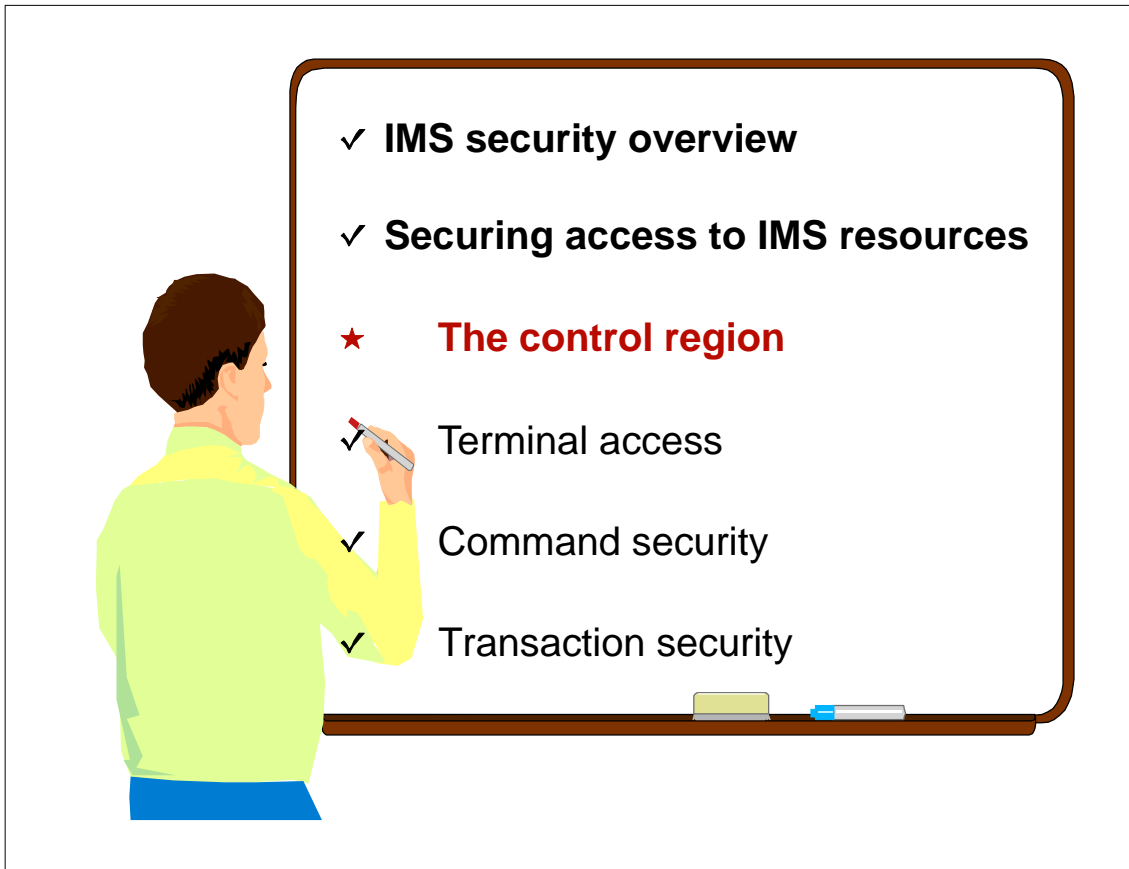 ✓ IMS security overview
✓ Securing access to IMS resources
★ The control region
✓ Terminal access
✓ Command security
✓ Transaction security